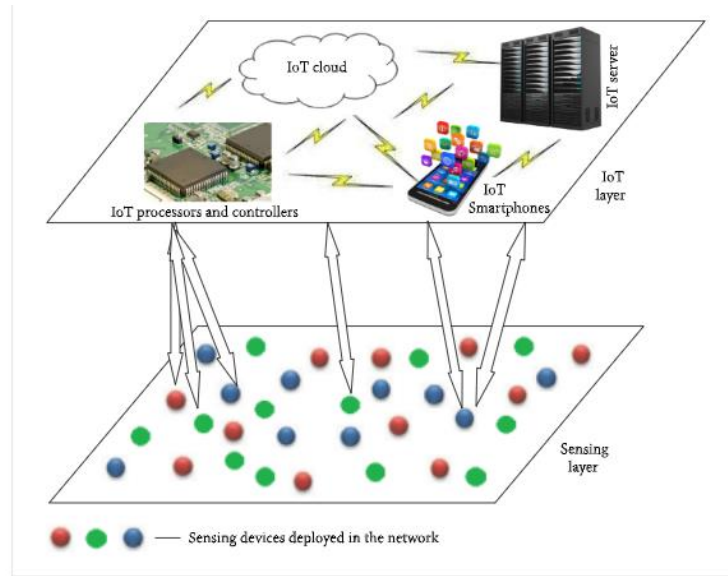 IoT cloud
IoT server
IoT
Smartphones
IoT
layer
IoT processors and controllers
Sensing
layer
Sensing devices deployed in the network